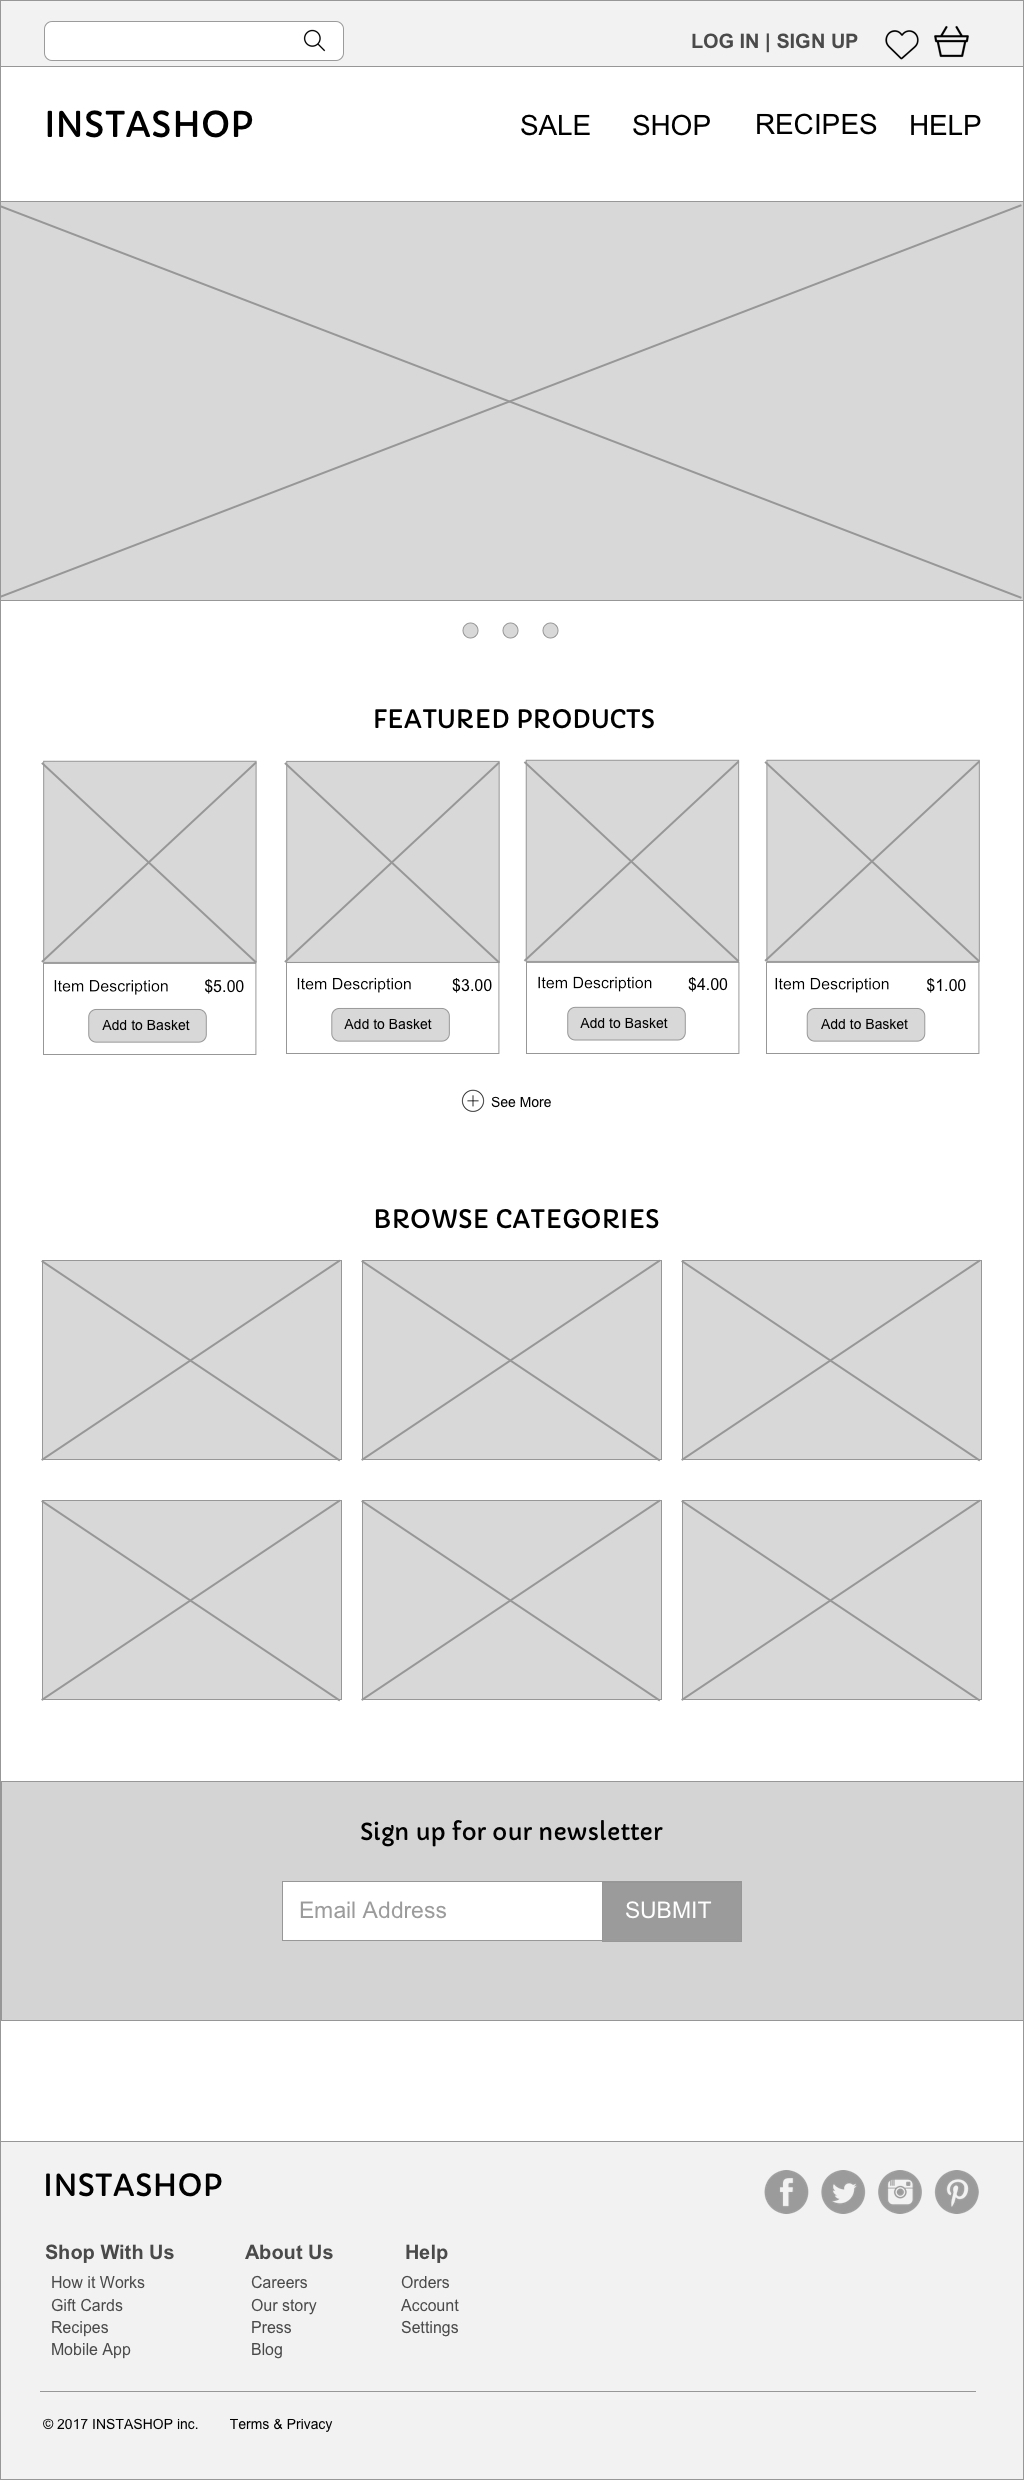 LOG IN | SIGN UP
INSTASHOP
SALE SHOP RECIPES HELP
FEATURED PRODUCTS
Item Description $5.00
Add to Basket
Item Description $3.00
Add to Basket
Item Description $4.00
Add to Basket
Item Description $1.00
Add to Basket
See More
BROWSE CATEGORIES
Sign up for our newsletter
Email Address SUBMIT
INSTASHOP
Shop With Us
How it Works
Gift Cards
Recipes
Mobile App
About Us
Careers
Our story
Press
Blog
Help
Orders
Account
Settings
© 2017 INSTASHOP inc. Terms & Privacy